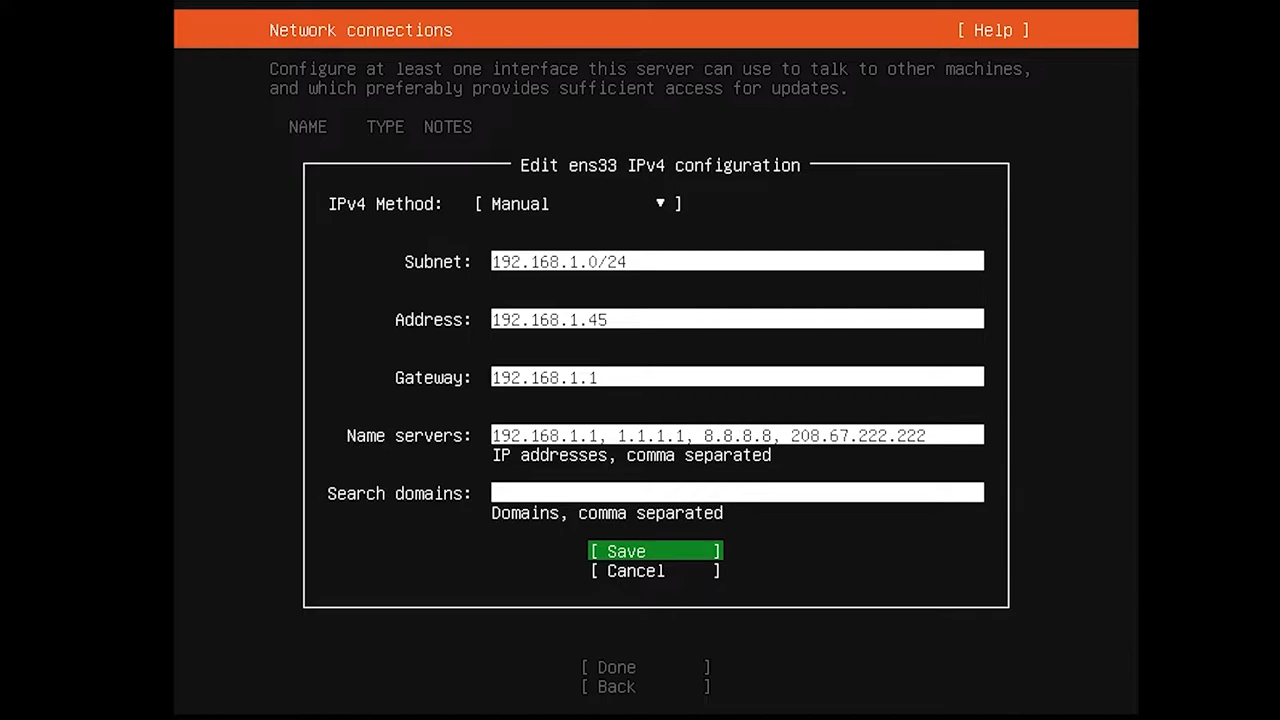 Network connections [ Help ]
Configure at least one interface this server can use to talk to other machines,
and which preferably provides sufficient access for updates.
NAME TYPE NOTES
Edit ens33 IPv4 configuration
IPv4 Method: [ Manual ▼ ]
Subnet: 192.168.1.0/24
Address: 192.168.1.45
Gateway: 192.168.1.1
Name servers: 192.168.1.1, 1.1.1.1, 8.8.8.8, 208.67.222.222
IP addresses, comma separated
Search domains:
Domains, comma separated
[ Save ]
[ Cancel ]
[ Done ]
[ Back ]